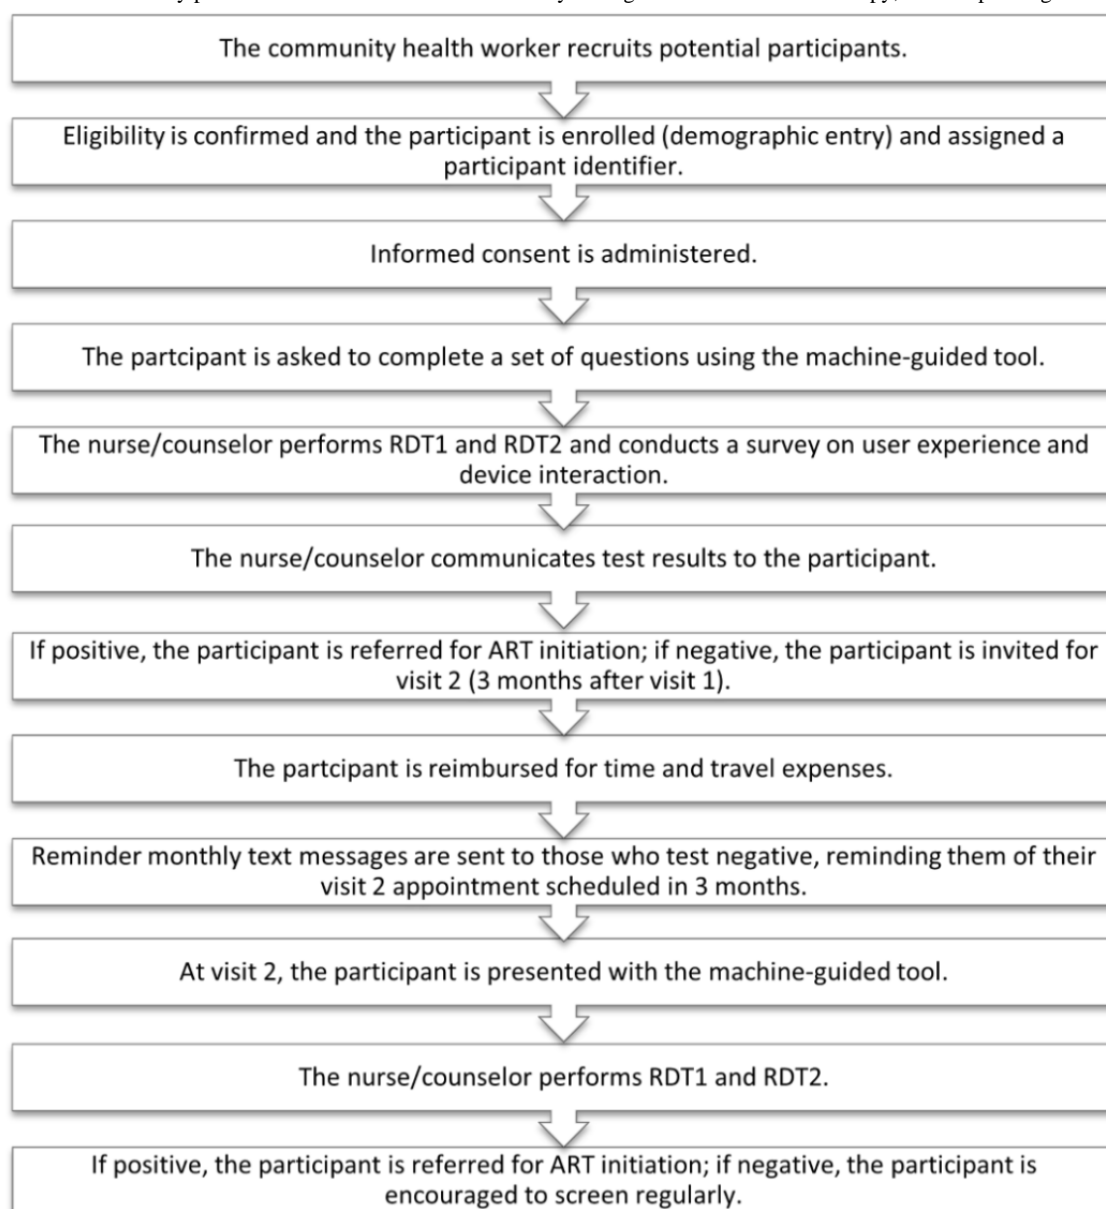 The community health worker recruits potential participants.
Eligibility is confirmed and the participant is enrolled (demographic entry) and assigned a
participant identifier.
Informed consent is administered.
The partcipant is asked to complete a set of questions using the machine-guided tool.
The nurse/counselor performs RDT1 and RDT2 and conducts a survey on user experience and
device interaction.
The nurse/counselor communicates test results to the participant.
If positive, the participant is referred for ART initiation; if negative, the participant is invited for
visit 2 (3 months after visit 1).
The partcipant is reimbursed for time and travel expenses.
Reminder monthly text messages are sent to those who test negative, reminding them of their
visit 2 appointment scheduled in 3 months.
At visit 2, the participant is presented with the machine-guided tool.
The nurse/counselor performs RDT1 and RDT2.
If positive, the participant is referred for ART initiation; if negative, the participant is
encouraged to screen regularly.